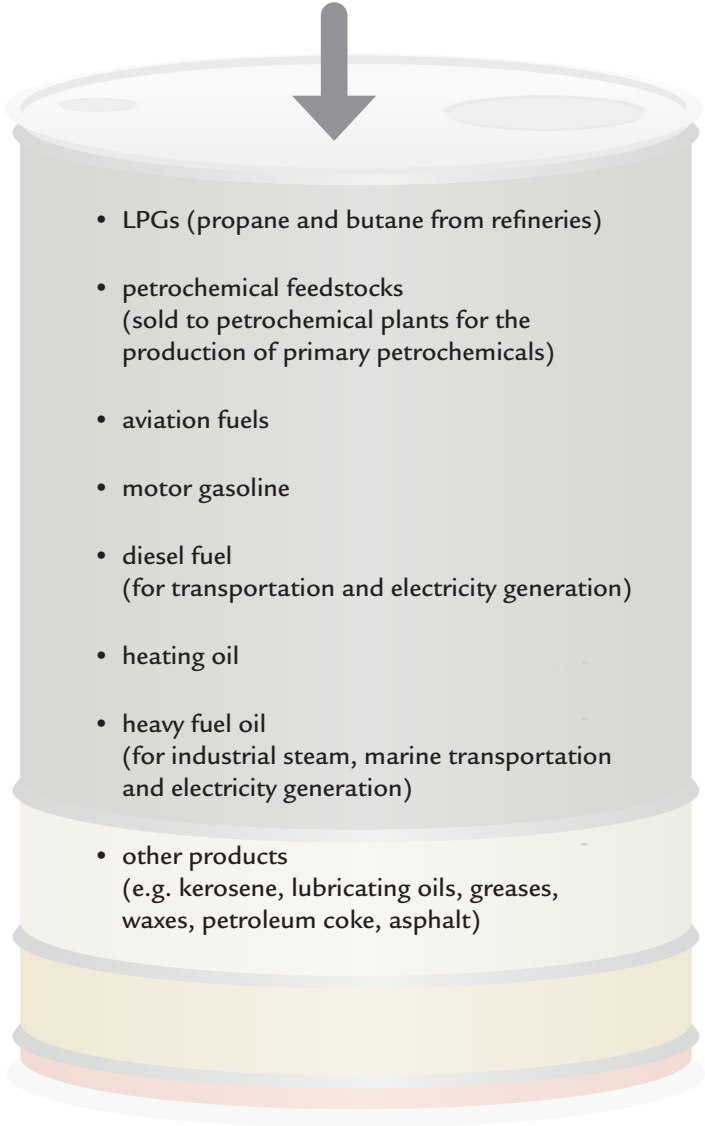 • LPGs (propane and butane from refineries)
• petrochemical feedstocks
(sold to petrochemical plants for the
production of primary petrochemicals)
• aviation fuels
• motor gasoline
• diesel fuel
(for transportation and electricity generation)
• heating oil
• heavy fuel oil
(for industrial steam, marine transportation
and electricity generation)
• other products
(e.g. kerosene, lubricating oils, greases,
waxes, petroleum coke, asphalt)